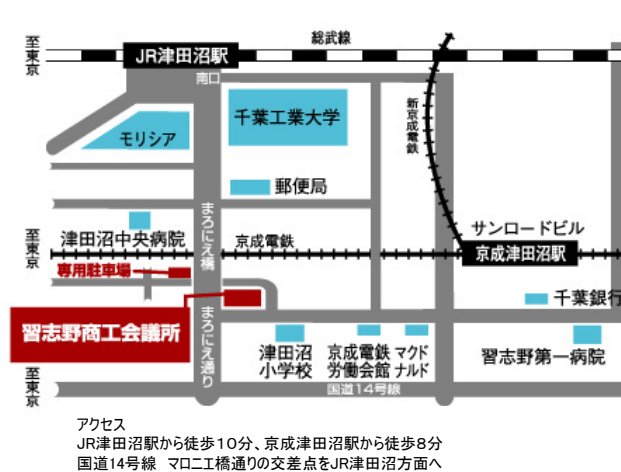 総武線
至東京
JR津田沼駅
南口
モリシア
千葉工業大学
新京成電鉄
郵便局
まろにえ橋
サンロードビル
至東京
津田沼中央病院
京成電鉄
京成津田沼駅
専用駐車場
千葉銀行
習志野商工会議所
まろにえ通り
津田沼
小学校
京成電鉄
労働会館
マクド
ナルド
習志野第一病院
至東京
国道14号線
アクセス
JR津田沼駅から徒歩10分、京成津田沼駅から徒歩8分
国道14号線 マロニエ橋通りの交差点をJR津田沼方面へ